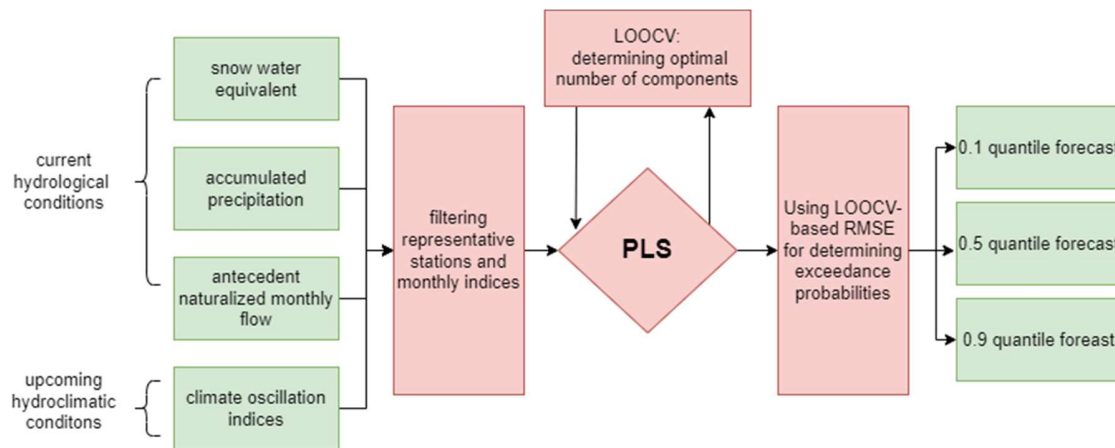 current
hydrological
conditions
upcoming
hydroclimatic
conditons
snow water
equivalent
accumulated
precipitation
antecedent
naturalized monthly
flow
climate oscillation
indices
filtering
representative
stations and
monthly indices
LOOCV:
determining optimal
number of components
PLS
Using LOOCV-
based RMSE
for determining
exceedance
probabilities
0.1 quantile forecast
0.5 quantile forecast
0.9 quantile foreast